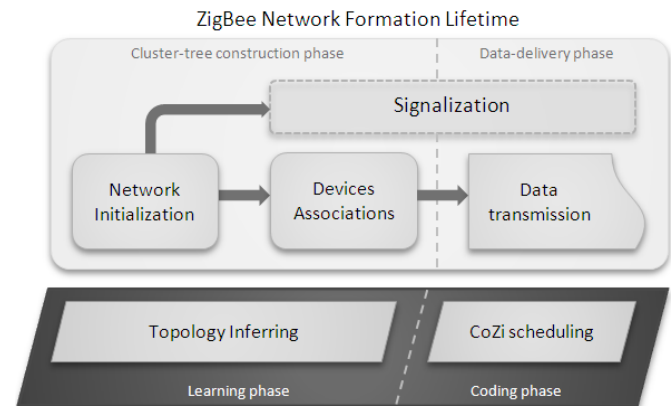 ZigBee Network Formation Lifetime
Cluster-tree construction phase
Data-delivery phase
Signalization
Network
Initialization
Devices
Associations
Data
transmission
Topology Inferring
CoZi scheduling
Learning phase
Coding phase